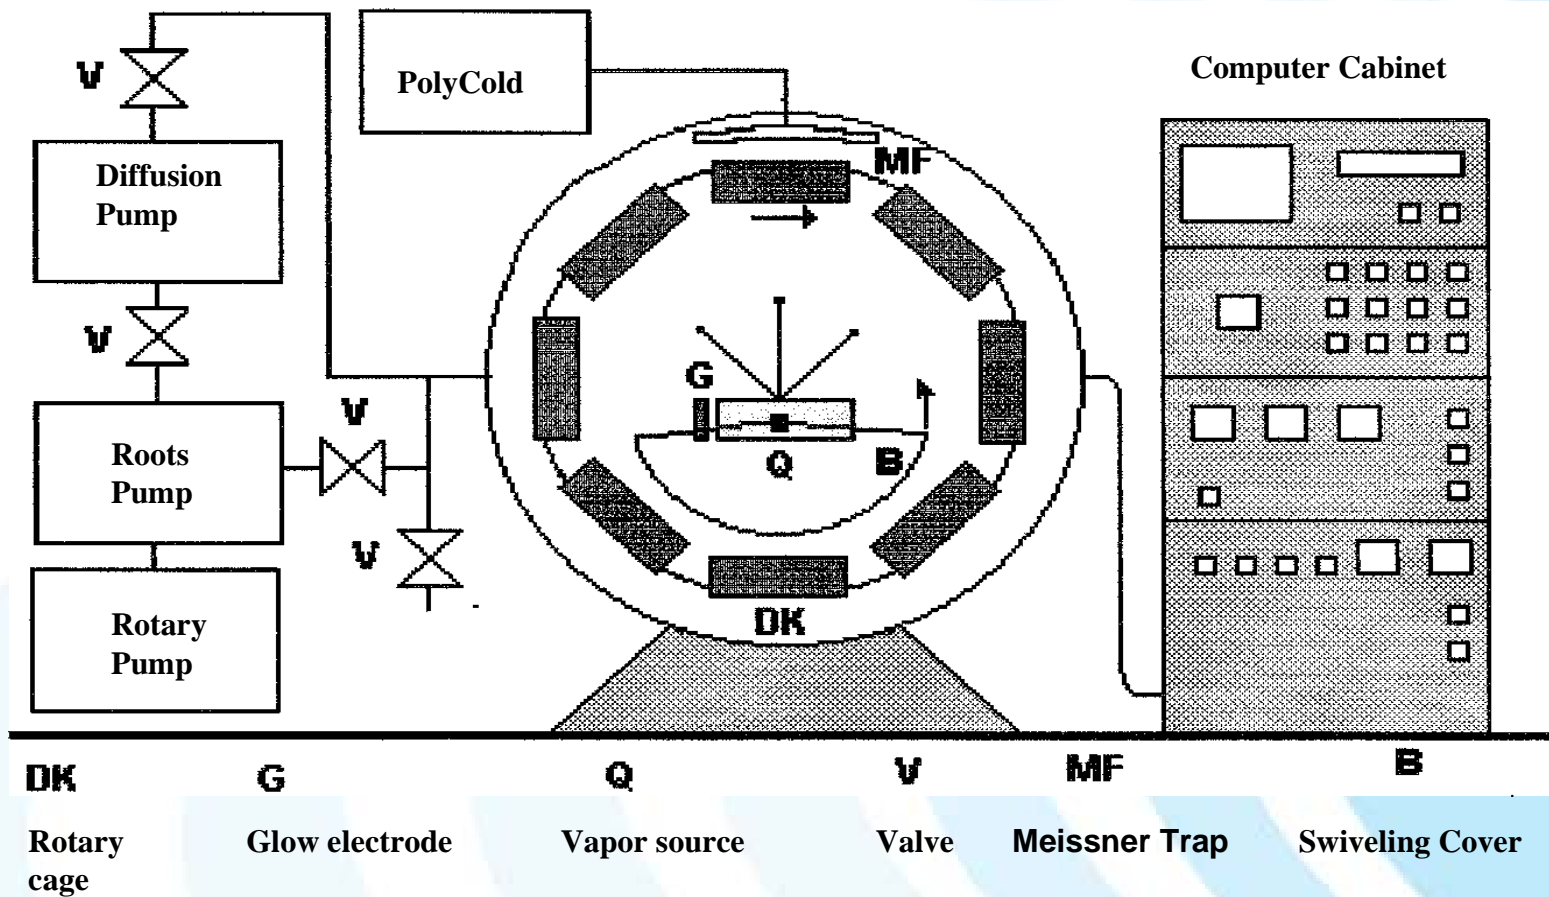 V
PolyCold
Computer Cabinet
Diffusion
Pump
MF
V
G
V
Roots
Pump
Q
B
V
Rotary
Pump
DK
DK
G
Q
V
MF
B
Rotary
cage
Glow electrode
Vapor source
Valve
Meissner Trap
Swiveling Cover